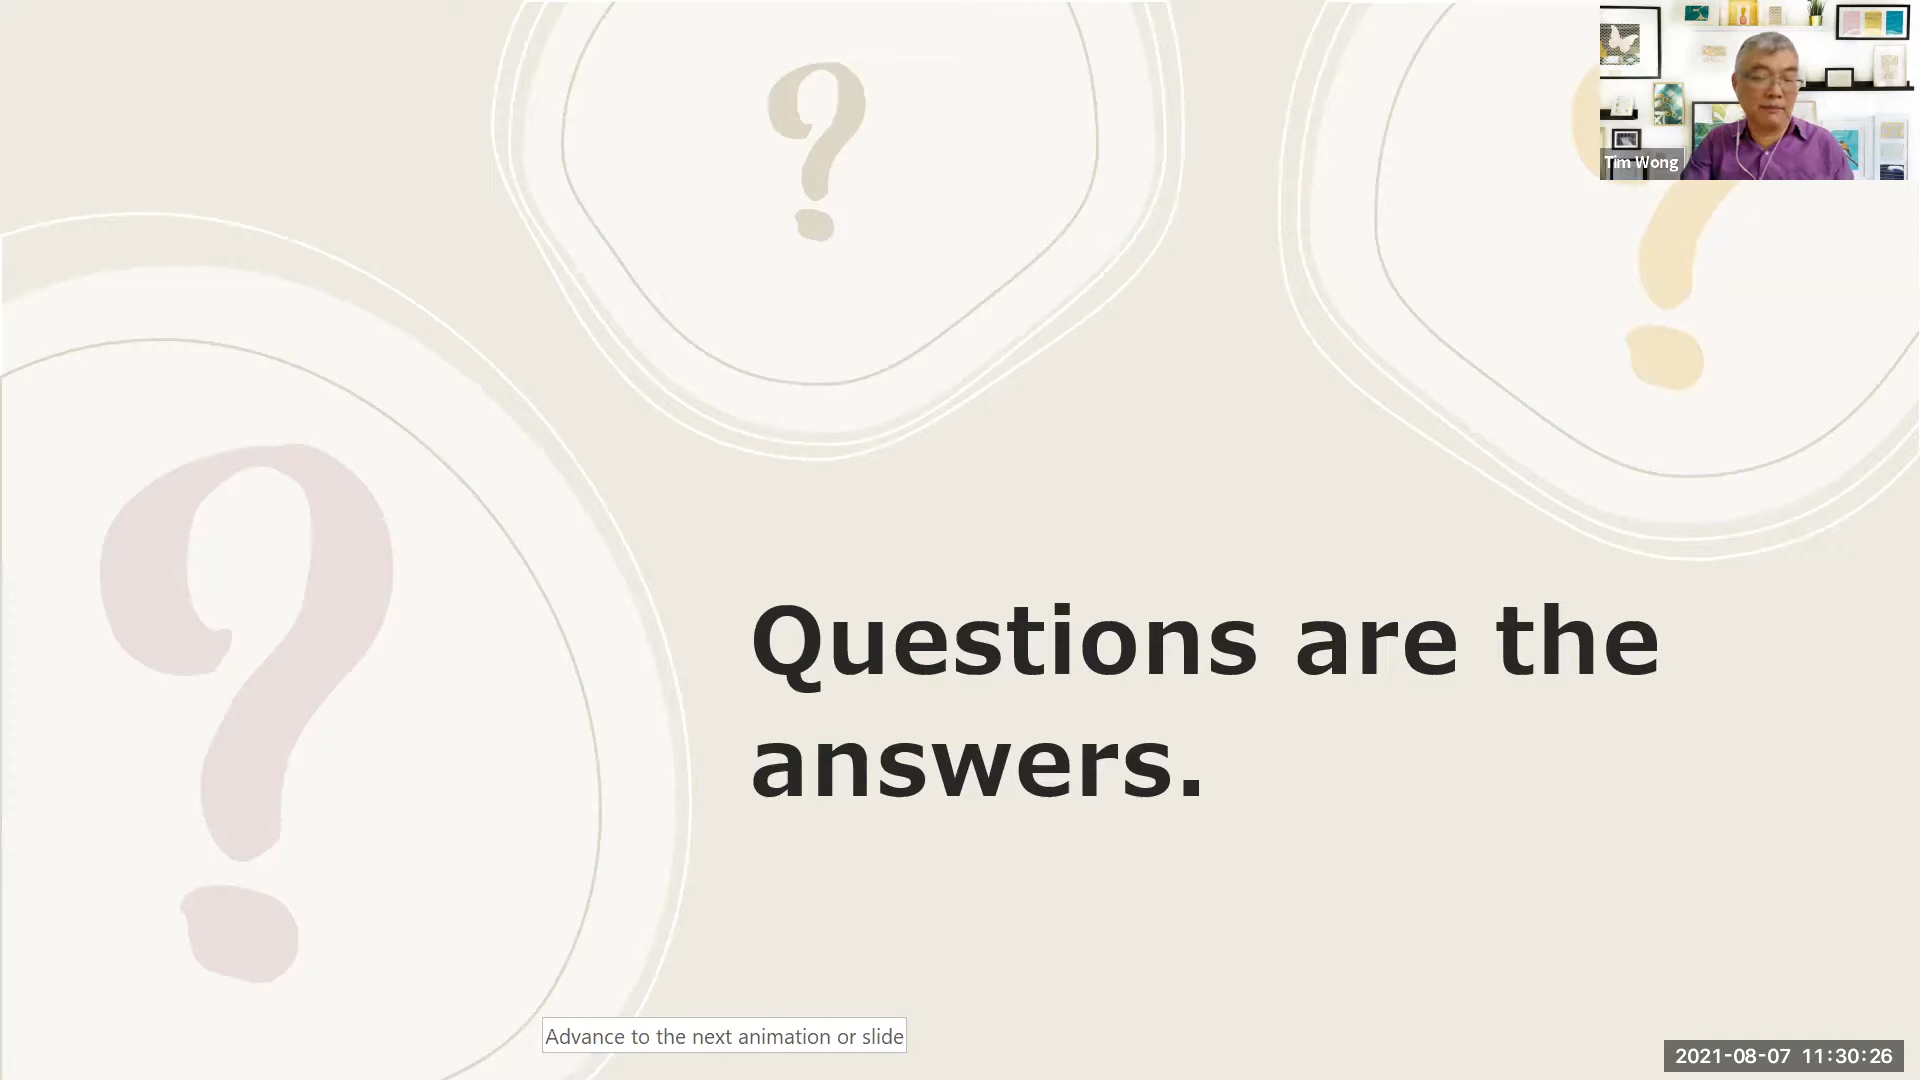 Tim Wong
Questions are the
answers.
Advance to the next animation or slide
2021-08-07 11:30:26